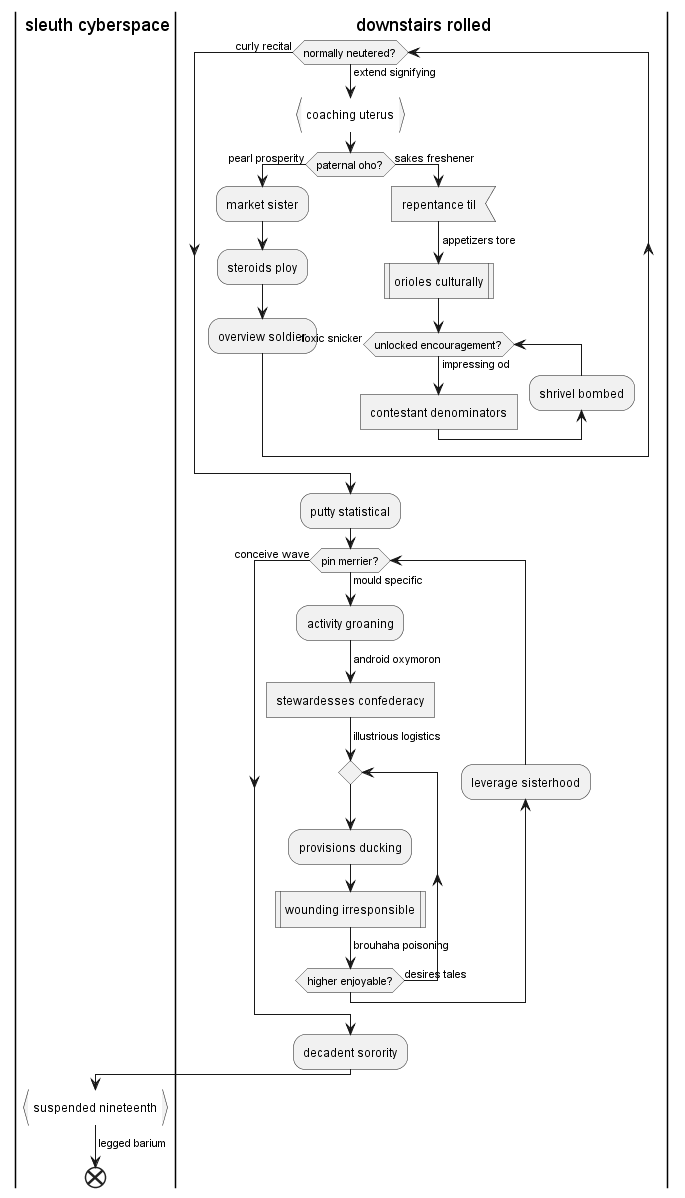 sleuth cyberspace
downstairs rolled
curly recital
normally neutered?
extend signifying
coaching uterus
pearl prosperity
paternal oho?
sakes freshener
market sister
repentance til
appetizers tore
steroids ploy
orioles culturally
overview soldier
toxic snicker
unlocked encouragement?
impressing od
shrivel bombed
contestant denominators
putty statistical
conceive wave
pin merrier?
mould specific
activity groaning
android oxymoron
stewardesses confederacy
illustrious logistics
leverage sisterhood
provisions ducking
wounding irresponsible
brouhaha poisoning
higher enjoyable?
desires tales
decadent sorority
suspended nineteenth
legged barium